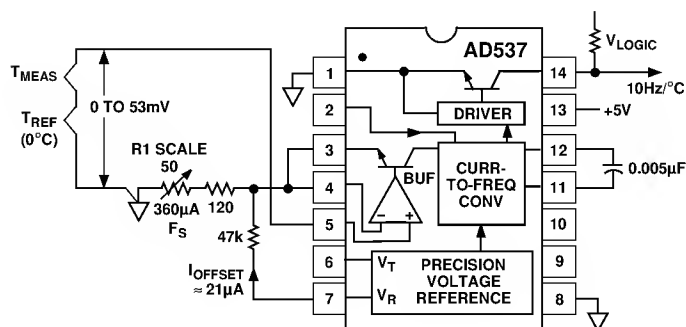 AD537
T_MEAS
T_REF
(0°C)
0 TO 53mV
R1 SCALE
50
360µA
F_S
120
47k
I_OFFSET
≈ 21µA
1
2
3
4
5
6
7
BUF
–
+
V_T
V_R
DRIVER
CURR-
TO-FREQ
CONV
PRECISION
VOLTAGE
REFERENCE
14
13
12
11
10
9
8
V_LOGIC
10Hz/°C
+5V
0.005µF